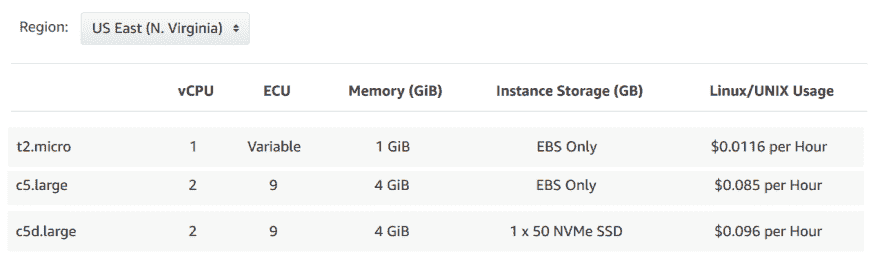 Region: US East (N. Virginia)
vCPU ECU Memory (GiB) Instance Storage (GB) Linux/UNIX Usage
t2.micro 1 Variable 1 GiB EBS Only $0.0116 per Hour
c5.large 2 9 4 GiB EBS Only $0.085 per Hour
c5d.large 2 9 4 GiB 1 x 50 NVMe SSD $0.096 per Hour